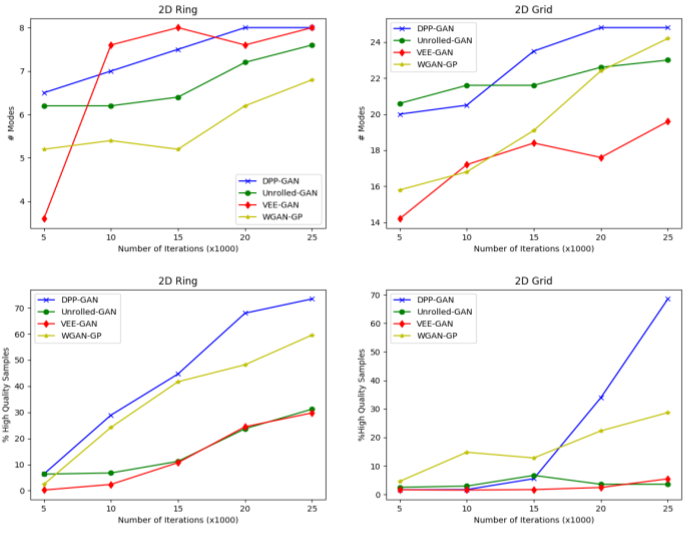 2D Ring
8
7
6
5
4
# Modes
5 10 15 20 25
Number of Iterations (x1000)
DPP-GAN
Unrolled-GAN
VEE-GAN
WGAN-GP
2D Grid
24
22
20
18
16
14
# Modes
5 10 15 20 25
Number of Iterations (x1000)
DPP-GAN
Unrolled-GAN
VEE-GAN
WGAN-GP
2D Ring
70
60
50
40
30
20
10
0
% High Quality Samples
5 10 15 20 25
Number of Iterations (x1000)
DPP-GAN
Unrolled-GAN
VEE-GAN
WGAN-GP
2D Grid
70
60
50
40
30
20
10
0
%High Quality Samples
5 10 15 20 25
Number of Iterations (x1000)
DPP-GAN
Unrolled-GAN
VEE-GAN
WGAN-GP